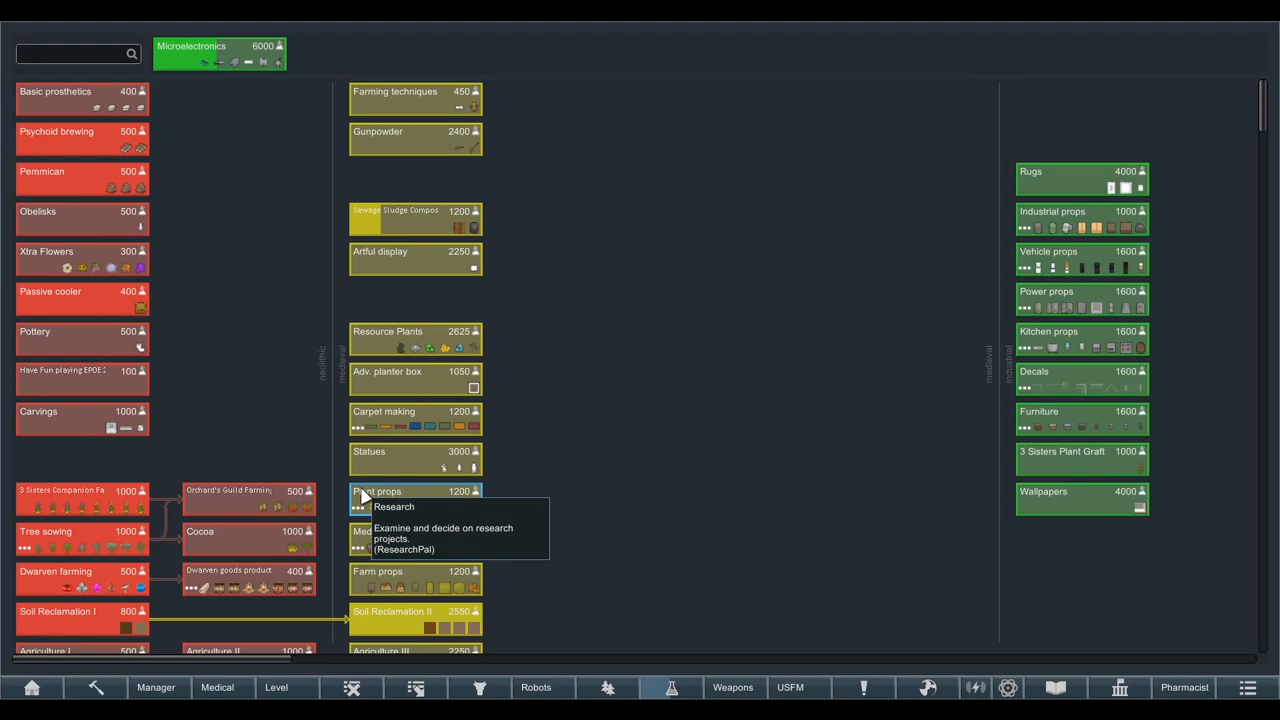 Microelectronics 6000
Basic prosthetics 400
Psychoid brewing 500
Pemmican 500
Obelisks 500
Xtra Flowers 300
Passive cooler 400
Pottery 500
Have Fun playing EPOE 100
Carvings 1000
3 Sisters Companion Fa 1000
Tree sowing 1000
Dwarven farming 500
Soil Reclamation I 800
Agriculture I 500
Orchard's Guild Farming 500
Cocoa 1000
Dwarven goods product 400
Agriculture II 1000
neolithic
medieval
Farming techniques 450
Gunpowder 2400
Sewage Sludge Compos 1200
Artful display 2250
Resource Plants 2625
Adv. planter box 1050
Carpet making 1200
Statues 3000
Plant props 1200
Research
Examine and decide on research
projects.
(ResearchPal)
Med
Farm props 1200
Soil Reclamation II 2550
Agriculture III 2250
medieval
industrial
Rugs 4000
Industrial props 1000
Vehicle props 1600
Power props 1600
Kitchen props 1600
Decals 1600
Furniture 1600
3 Sisters Plant Graft 1000
Wallpapers 4000
Manager Medical Level Robots Weapons USFM Pharmacist